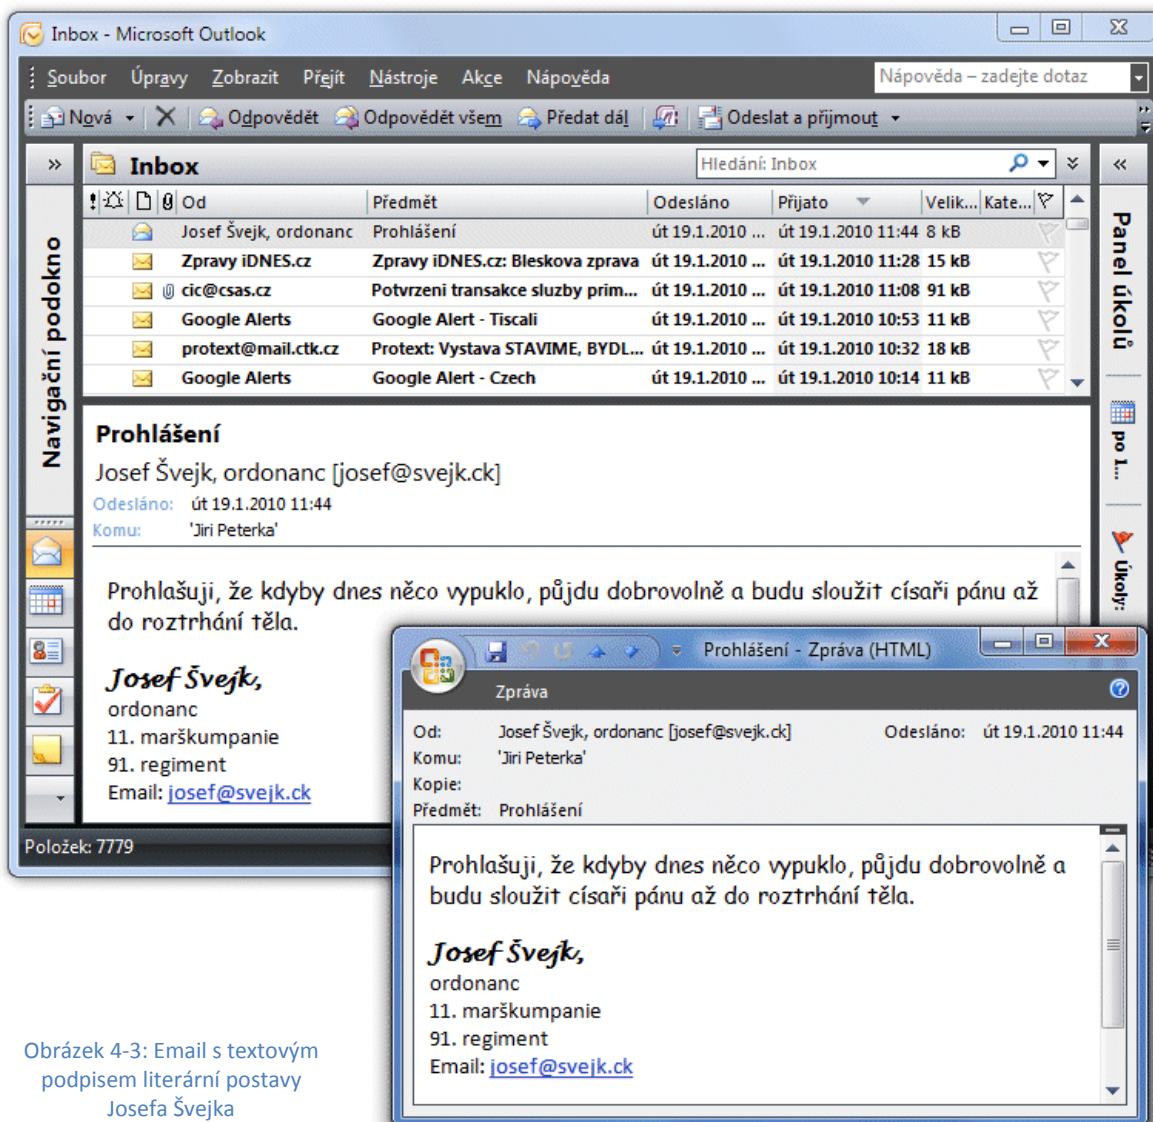 Inbox - Microsoft Outlook
Soubor Úpravy Zobrazit Přejít Nástroje Akce Nápověda Nápověda – zadejte dotaz
Nová Odpovědět Odpovědět všem Předat dál Odeslat a přijmout
Inbox Hledání: Inbox
Od Předmět Odesláno Přijato Velik... Kate...
Josef Švejk, ordonanc Prohlášení út 19.1.2010 ... út 19.1.2010 11:44 8 kB
Zpravy iDNES.cz Zpravy iDNES.cz: Bleskova zprava út 19.1.2010 ... út 19.1.2010 11:28 15 kB
cic@csas.cz Potvrzeni transakce sluzby prim... út 19.1.2010 ... út 19.1.2010 11:08 91 kB
Google Alerts Google Alert - Tiscali út 19.1.2010 ... út 19.1.2010 10:53 11 kB
protext@mail.ctk.cz Protext: Vystava STAVIME, BYDL... út 19.1.2010 ... út 19.1.2010 10:32 18 kB
Google Alerts Google Alert - Czech út 19.1.2010 ... út 19.1.2010 10:14 11 kB
Navigační podokno
Panel úkolů
po 1...
Úkoly:
Prohlášení
Josef Švejk, ordonanc [josef@svejk.ck]
Odesláno: út 19.1.2010 11:44
Komu: 'Jiri Peterka'
Prohlašuji, že kdyby dnes něco vypuklo, půjdu dobrovolně a budu sloužit císaři pánu až
do roztrhání těla.
Josef Švejk,
ordonanc
11. marškumpanie
91. regiment
Email: josef@svejk.ck
Položek: 7779
Prohlášení - Zpráva (HTML)
Zpráva
Od: Josef Švejk, ordonanc [josef@svejk.ck] Odesláno: út 19.1.2010 11:44
Komu: 'Jiri Peterka'
Kopie:
Předmět: Prohlášení
Prohlašuji, že kdyby dnes něco vypuklo, půjdu dobrovolně a
budu sloužit císaři pánu až do roztrhání těla.
Josef Švejk,
ordonanc
11. marškumpanie
91. regiment
Email: josef@svejk.ck
Obrázek 4-3: Email s textovým
podpisem literární postavy
Josefa Švejka